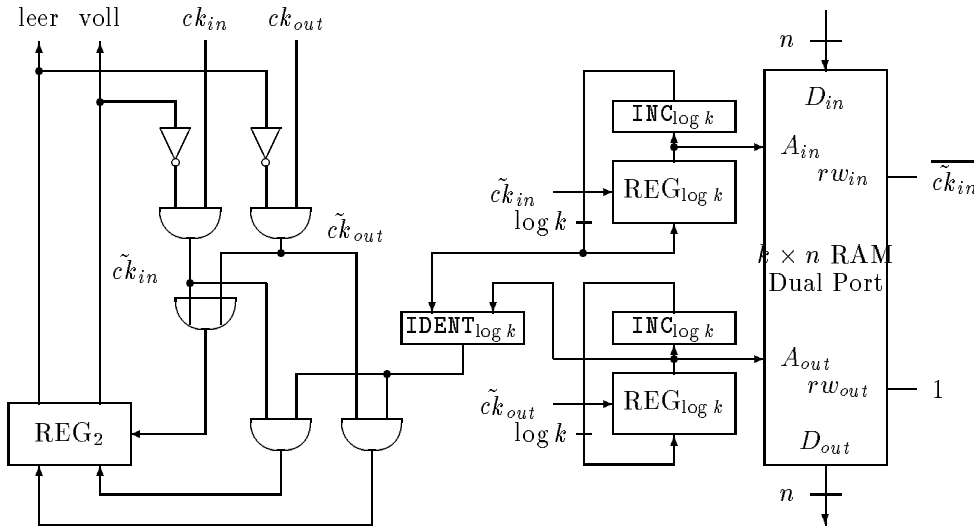 leer voll ck_in ck_out
n
D_in
INC_log k
A_in
rw_in
c̃k_in
REG_log k
c̃k_in
log k
c̃k_out
c̃k_in
k × n RAM
Dual Port
IDENT_log k
INC_log k
A_out
rw_out 1
REG_log k
c̃k_out
log k
REG_2
D_out
n